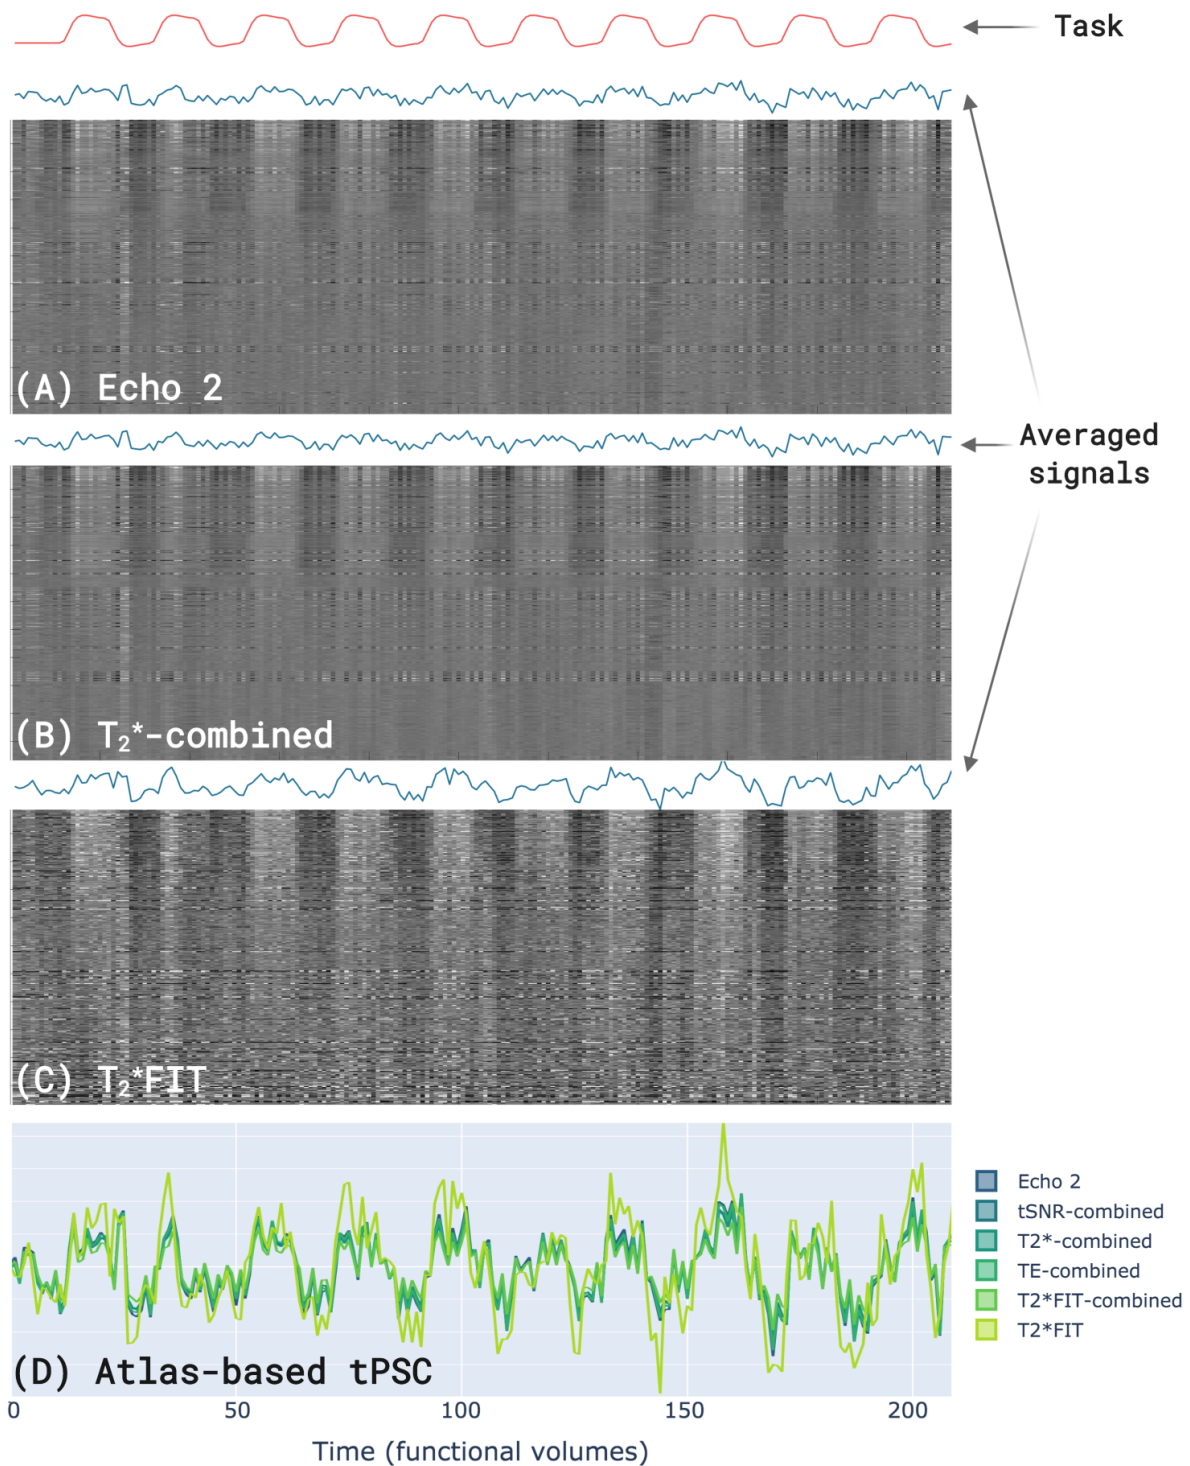 Task
(A) Echo 2
Averaged
signals
(B) T₂*-combined
(C) T₂*FIT
Echo 2
tSNR-combined
T2*-combined
TE-combined
T2*FIT-combined
T2*FIT
(D) Atlas-based tPSC
0 50 100 150 200
Time (functional volumes)